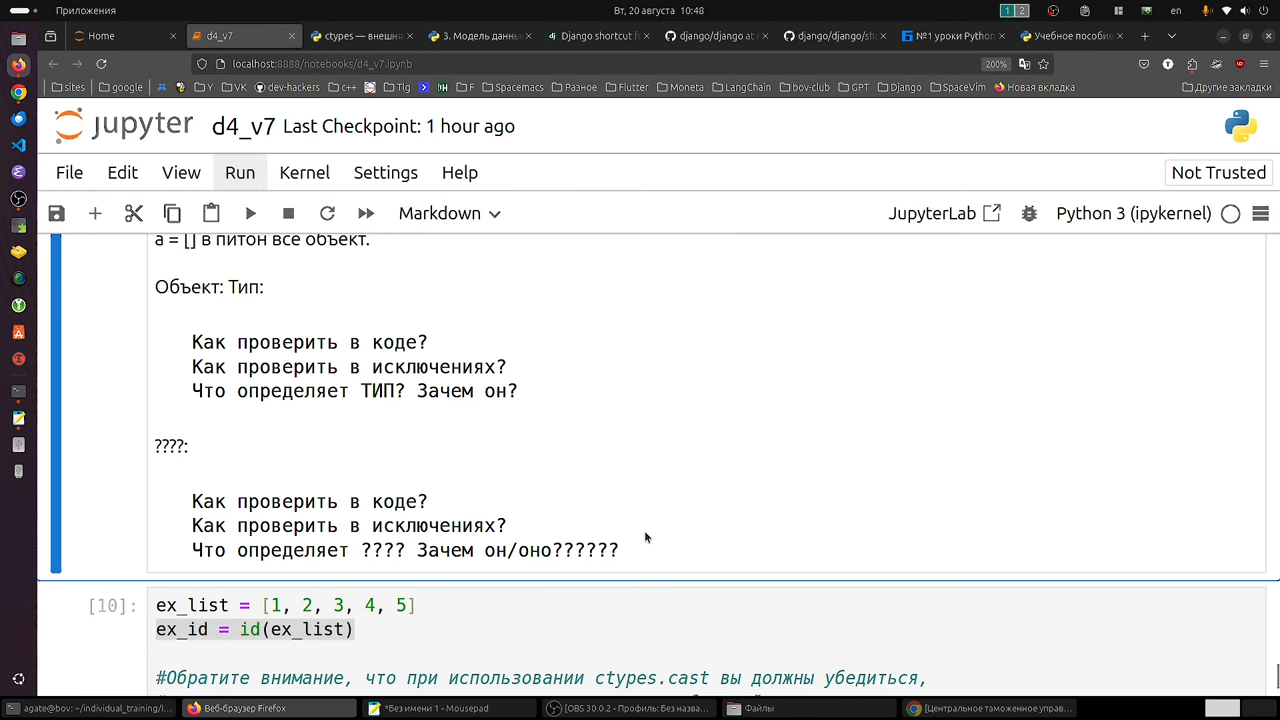 Приложения
Вт, 20 августа 10:48
1 2
en
Home
d4_v7
ctypes — внешня
3. Модель данны
Django shortcut f
django/django at
django/django/sh
№1 уроки Python
Учебное пособие
localhost:8888/notebooks/d4_v7.ipynb
200%
sites
google
Y
VK
dev-hackers
c++
Tlg
F
Spacemacs
Разное
Flutter
Moneta
LangChain
bov-club
GPT
Django
SpaceVim
Новая вкладка
Другие закладки
jupyter
d4_v7 Last Checkpoint: 1 hour ago
File Edit View Run Kernel Settings Help
Not Trusted
Markdown
JupyterLab
Python 3 (ipykernel)
a = [] в питон все объект.
Объект: Тип:
Как проверить в коде?
Как проверить в исключениях?
Что определяет ТИП? Зачем он?
????:
Как проверить в коде?
Как проверить в исключениях?
Что определяет ???? Зачем он/оно??????
[10]:
ex_list = [1, 2, 3, 4, 5]
ex_id = id(ex_list)
#Обратите внимание, что при использовании ctypes.cast вы должны убедиться,
agate@bov: ~/individual_training/l...
Веб-браузер Firefox
*Без имени 1 - Mousepad
[OBS 30.0.2 - Профиль: Без назва...
Файлы
[Центральное таможенное управ...